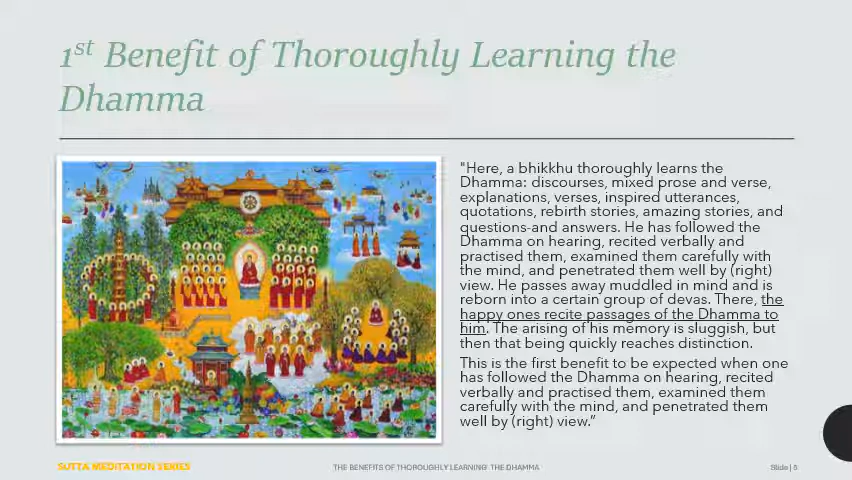 1st Benefit of Thoroughly Learning the
Dhamma
"Here, a bhikkhu thoroughly learns the
Dhamma: discourses, mixed prose and verse,
explanations, verses, inspired utterances,
quotations, rebirth stories, amazing stories, and
questions-and answers. He has followed the
Dhamma on hearing, recited verbally and
practised them, examined them carefully with
the mind, and penetrated them well by (right)
view. He passes away muddled in mind and is
reborn into a certain group of devas. There, the
happy ones recite passages of the Dhamma to
him. The arising of his memory is sluggish, but
then that being quickly reaches distinction.
This is the first benefit to be expected when one
has followed the Dhamma on hearing, recited
verbally and practised them, examined them
carefully with the mind, and penetrated them
well by (right) view."
SUTTA MEDITATION SERIES
THE BENEFITS OF THOROUGHLY LEARNING THE DHAMMA